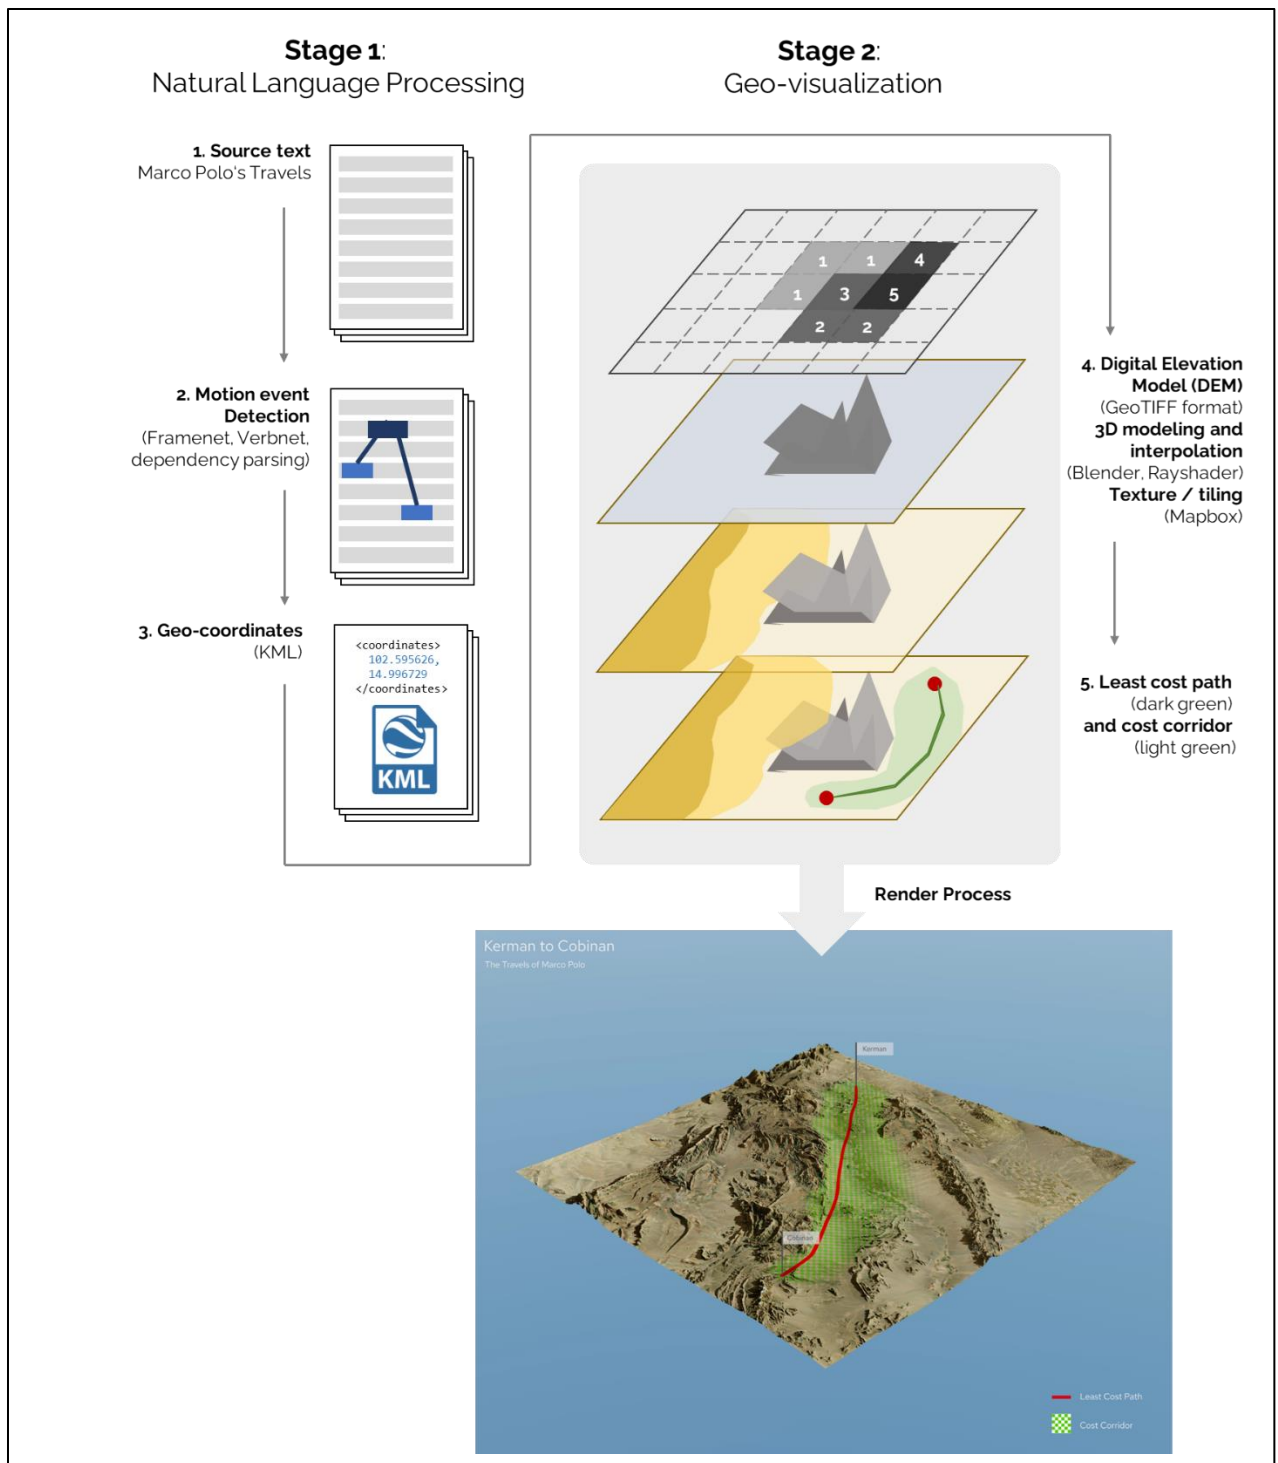 Stage 1:
Natural Language Processing
1. Source text
Marco Polo's Travels
2. Motion event
Detection
(Framenet, Verbnet,
dependency parsing)
3. Geo-coordinates
(KML)
<coordinates>
102.595626,
14.996729
</coordinates>
KML
Stage 2:
Geo-visualization
1 1 4
1 3 5
2 2
4. Digital Elevation
Model (DEM)
(GeoTIFF format)
3D modeling and
interpolation
(Blender, Rayshader)
Texture / tiling
(Mapbox)
5. Least cost path
(dark green)
and cost corridor
(light green)
Render Process
Kerman to Cobinan
The Travels of Marco Polo
Kerman
Cobinan
Least Cost Path
Cost Corridor